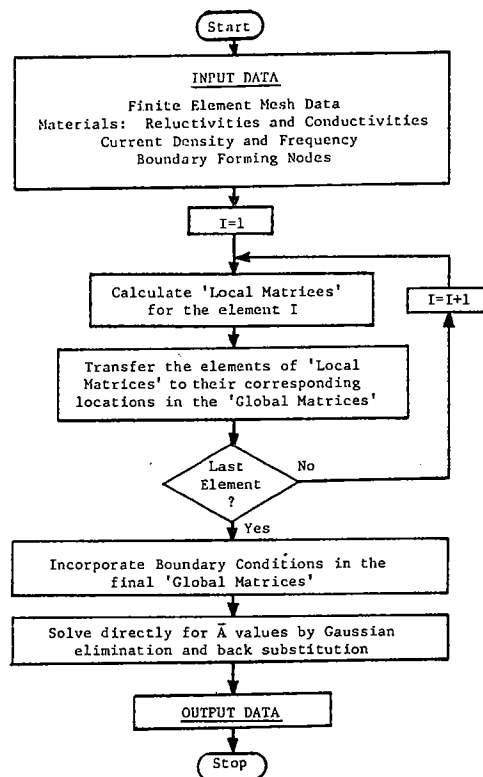 Start
INPUT DATA
Finite Element Mesh Data
Materials: Reluctivities and Conductivities
Current Density and Frequency
Boundary Forming Nodes
I=1
Calculate 'Local Matrices'
for the element I
I=I+1
Transfer the elements of 'Local
Matrices' to their corresponding
locations in the 'Global Matrices'
Last
Element
?
No
Yes
Incorporate Boundary Conditions in the
final 'Global Matrices'
Solve directly for Ā values by Gaussian
elimination and back substitution
OUTPUT DATA
Stop